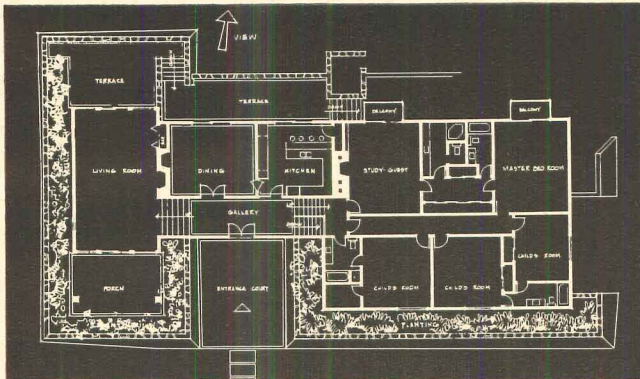 VIEW
TERRACE
TERRACE
BALCONY
BALCONY
BAR
LIVING ROOM
DINING
KITCHEN
STUDY-GUEST
MASTER BED ROOM
GALLERY
CHILD'S ROOM
PORCH
ENTRANCE COURT
CHILD'S ROOM
CHILD'S ROOM
PLANTING